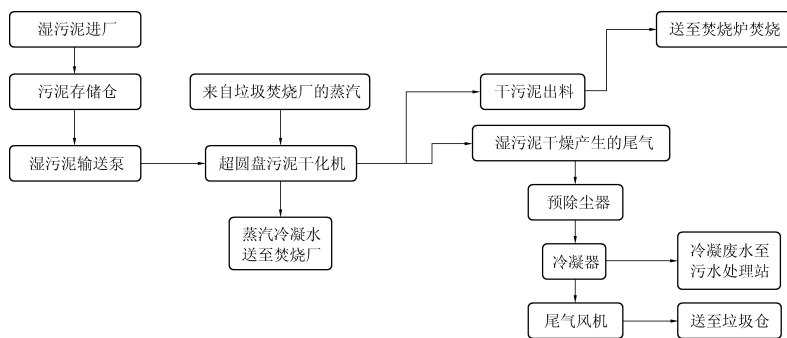 湿污泥进厂
送至焚烧炉焚烧
污泥存储仓
来自垃圾焚烧厂的蒸汽
干污泥出料
湿污泥输送泵
超圆盘污泥干化机
湿污泥干燥产生的尾气
预除尘器
蒸汽冷凝水
送至焚烧厂
冷凝器
冷凝废水至
污水处理站
尾气风机
送至垃圾仓